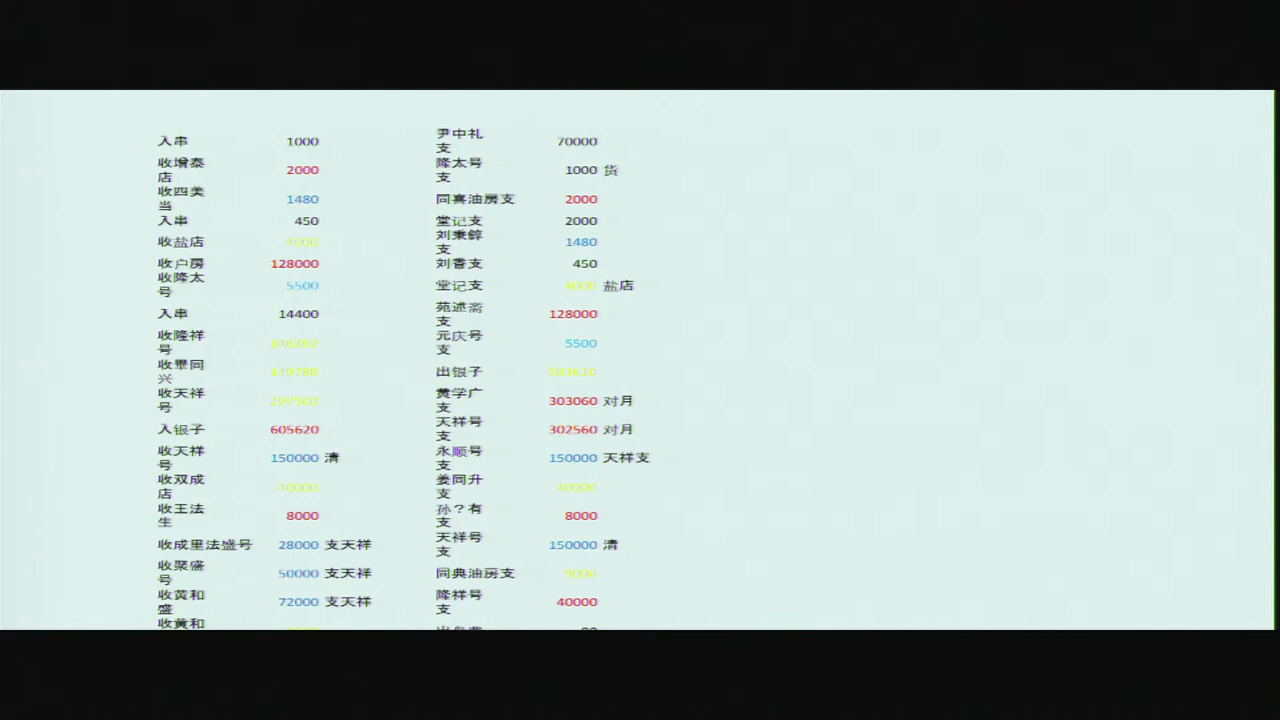 入串 1000 尹中礼支 70000
收增泰店 2000 隆太号支 1000 货
收四美当 1480 同喜油房支 2000
入串 450 堂记支 2000
收盐店 4000 刘秉錞支 1480
收户房 128000 刘香支 450
收隆太号 5500 堂记支 4000 盐店
入串 14400 苑述斋支 128000
收隆祥号 元庆号支 5500
收同兴 出银子
收天祥号 297560 黄学广支 303060 对月
入银子 605620 天祥号支 302560 对月
收天祥号 150000 清 永顺号支 150000 天祥支
收双成店 40000 姜同升支 40000
收王法生 8000 孙？有支 8000
收成里法盛号 28000 支天祥 天祥号支 150000 清
收聚盛号 50000 支天祥 同典油房支
收黄和盛 72000 支天祥 隆祥号支 40000
收黄和